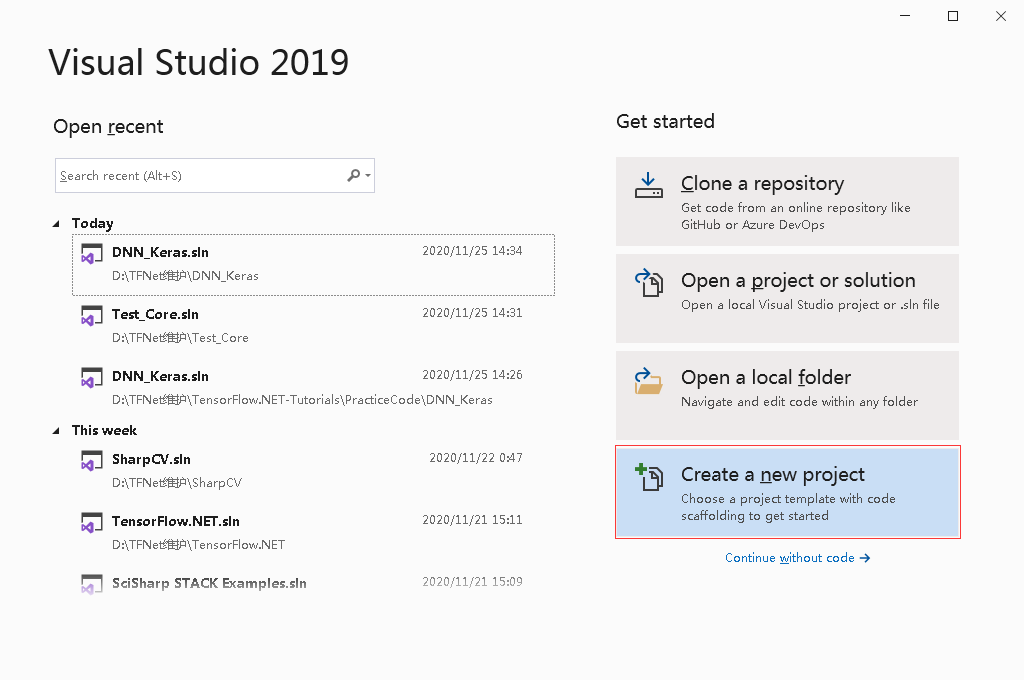 Visual Studio 2019
Open recent
Search recent (Alt+S)
Today
DNN_Keras.sln 2020/11/25 14:34
D:\TFNet维护\DNN_Keras
Test_Core.sln 2020/11/25 14:31
D:\TFNet维护\Test_Core
DNN_Keras.sln 2020/11/25 14:26
D:\TFNet维护\TensorFlow.NET-Tutorials\PracticeCode\DNN_Keras
This week
SharpCV.sln 2020/11/22 0:47
D:\TFNet维护\SharpCV
TensorFlow.NET.sln 2020/11/21 15:11
D:\TFNet维护\TensorFlow.NET
SciSharp STACK Examples.sln 2020/11/21 15:09
Get started
Clone a repository
Get code from an online repository like
GitHub or Azure DevOps
Open a project or solution
Open a local Visual Studio project or .sln file
Open a local folder
Navigate and edit code within any folder
Create a new project
Choose a project template with code
scaffolding to get started
Continue without code →